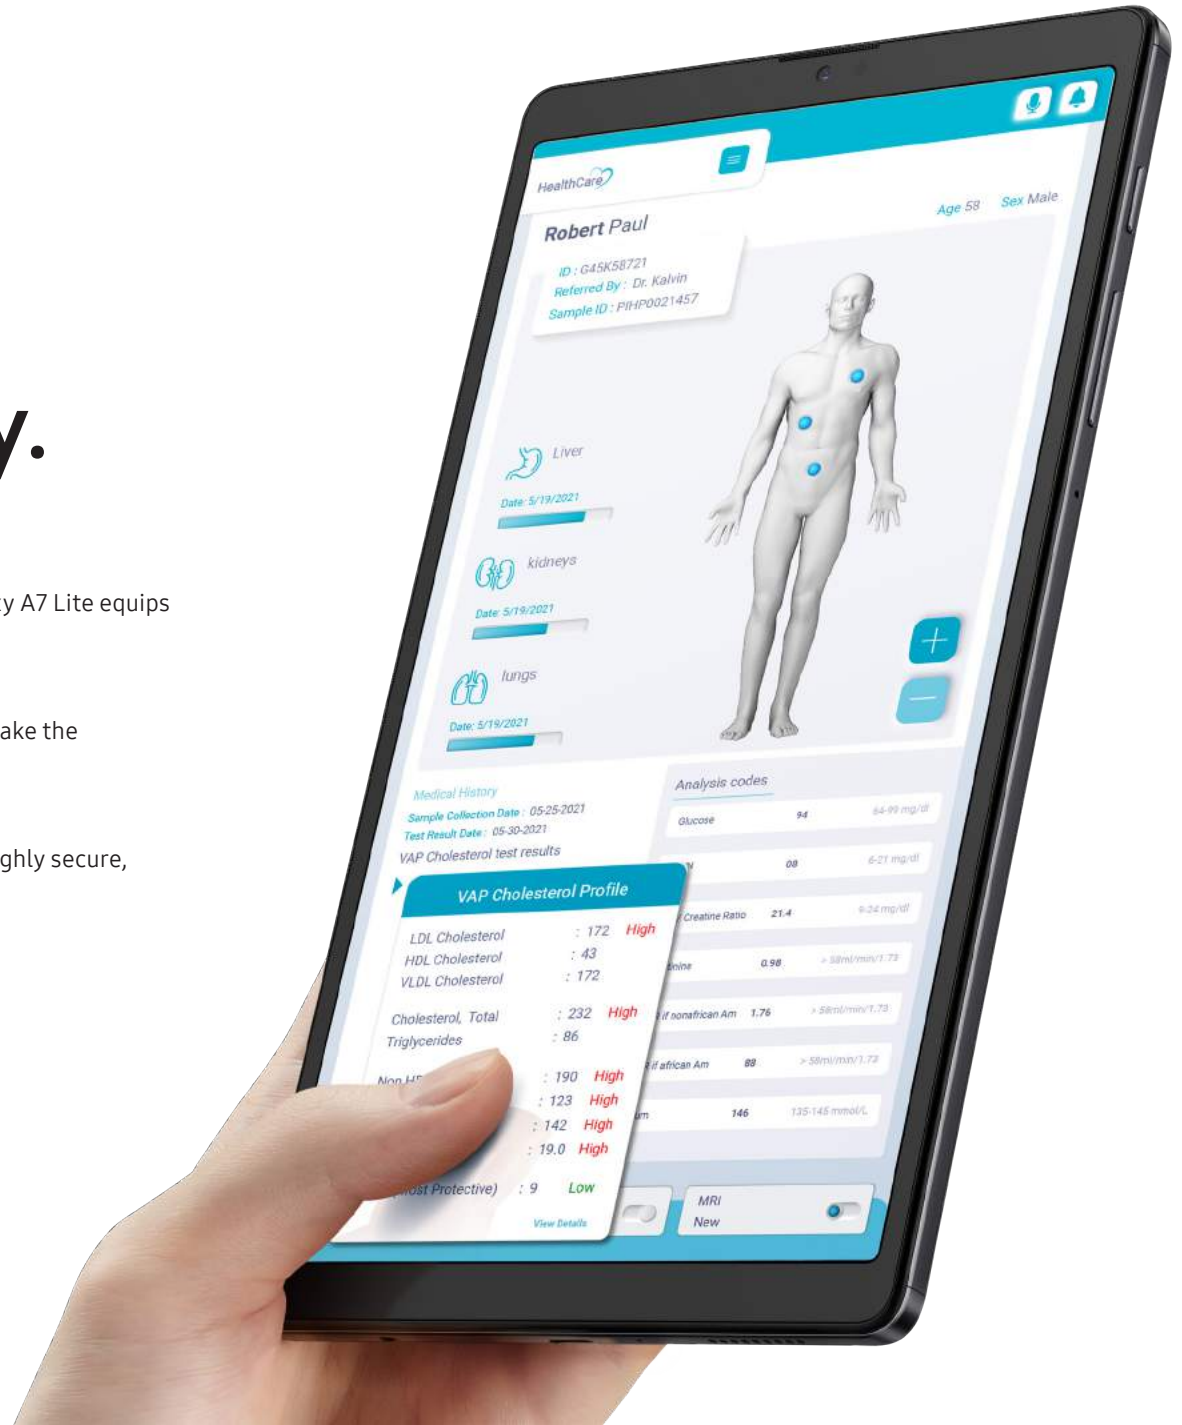 y.
y A7 Lite equips
ake the
ghly secure,
HealthCare
Robert Paul
Age 58 Sex Male
ID : G45K58721
Referred By : Dr. Kalvin
Sample ID : PIHP0021457
Liver
Date: 5/19/2021
kidneys
Date: 5/19/2021
lungs
Date: 5/19/2021
Medical History
Sample Collection Date : 05-25-2021
Test Result Date : 05-30-2021
VAP Cholesterol test results
VAP Cholesterol Profile
LDL Cholesterol : 172 High
HDL Cholesterol : 43
VLDL Cholesterol : 172
Cholesterol, Total : 232 High
Triglycerides : 86
Non : 190 High
: 123 High
: 142 High
: 19.0 High
Protective) : 9 Low
View Details
Analysis codes
Glucose 94 64-99 mg/dl
08 6-21 mg/dl
Creatine Ratio 21.4 9-24 mg/dl
0.98 > 58ml/min/1.73
if nonafrican Am 1.76 > 58ml/min/1.73
if african Am 88 > 58ml/min/1.73
146 135-145 mmol/L
MRI
New